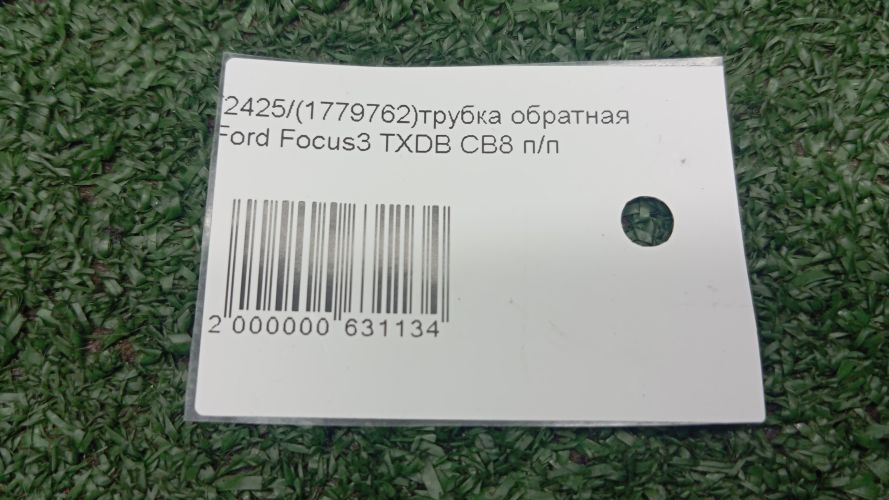 2425/(1779762)трубка обратная
Ford Focus3 TXDB CB8 п/п
2 000000 631134